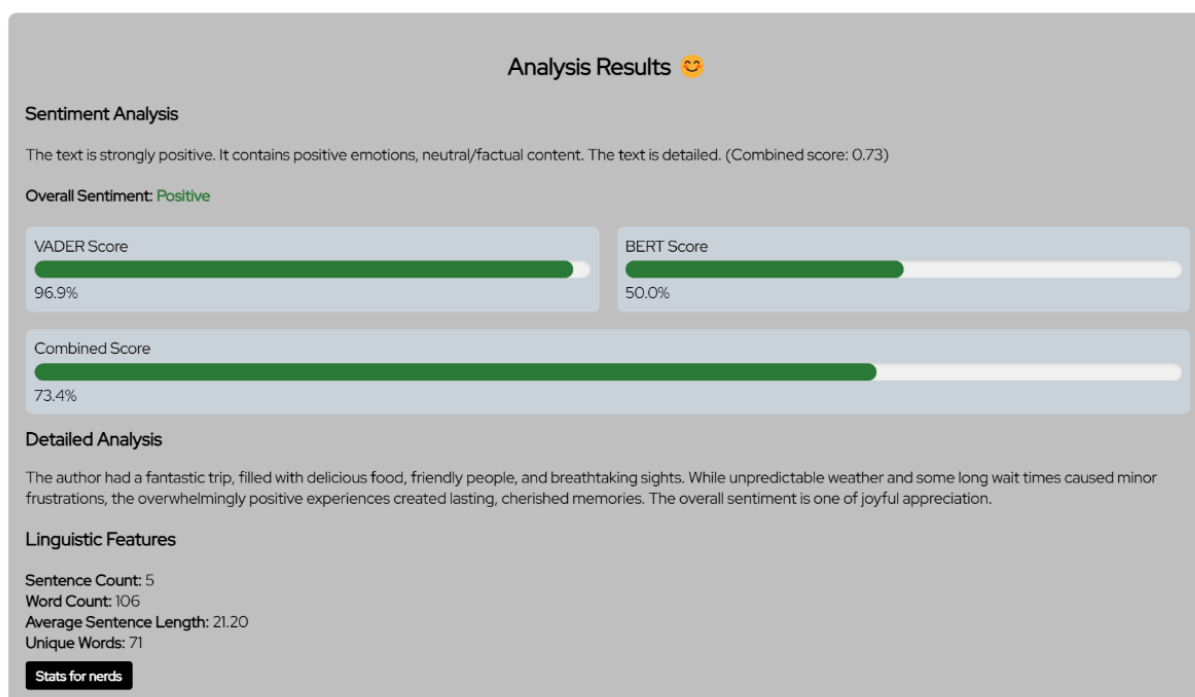 Analysis Results 😊
Sentiment Analysis
The text is strongly positive. It contains positive emotions, neutral/factual content. The text is detailed. (Combined score: 0.73)
Overall Sentiment: Positive
VADER Score
96.9%
BERT Score
50.0%
Combined Score
73.4%
Detailed Analysis
The author had a fantastic trip, filled with delicious food, friendly people, and breathtaking sights. While unpredictable weather and some long wait times caused minor
frustrations, the overwhelmingly positive experiences created lasting, cherished memories. The overall sentiment is one of joyful appreciation.
Linguistic Features
Sentence Count: 5
Word Count: 106
Average Sentence Length: 21.20
Unique Words: 71
Stats for nerds